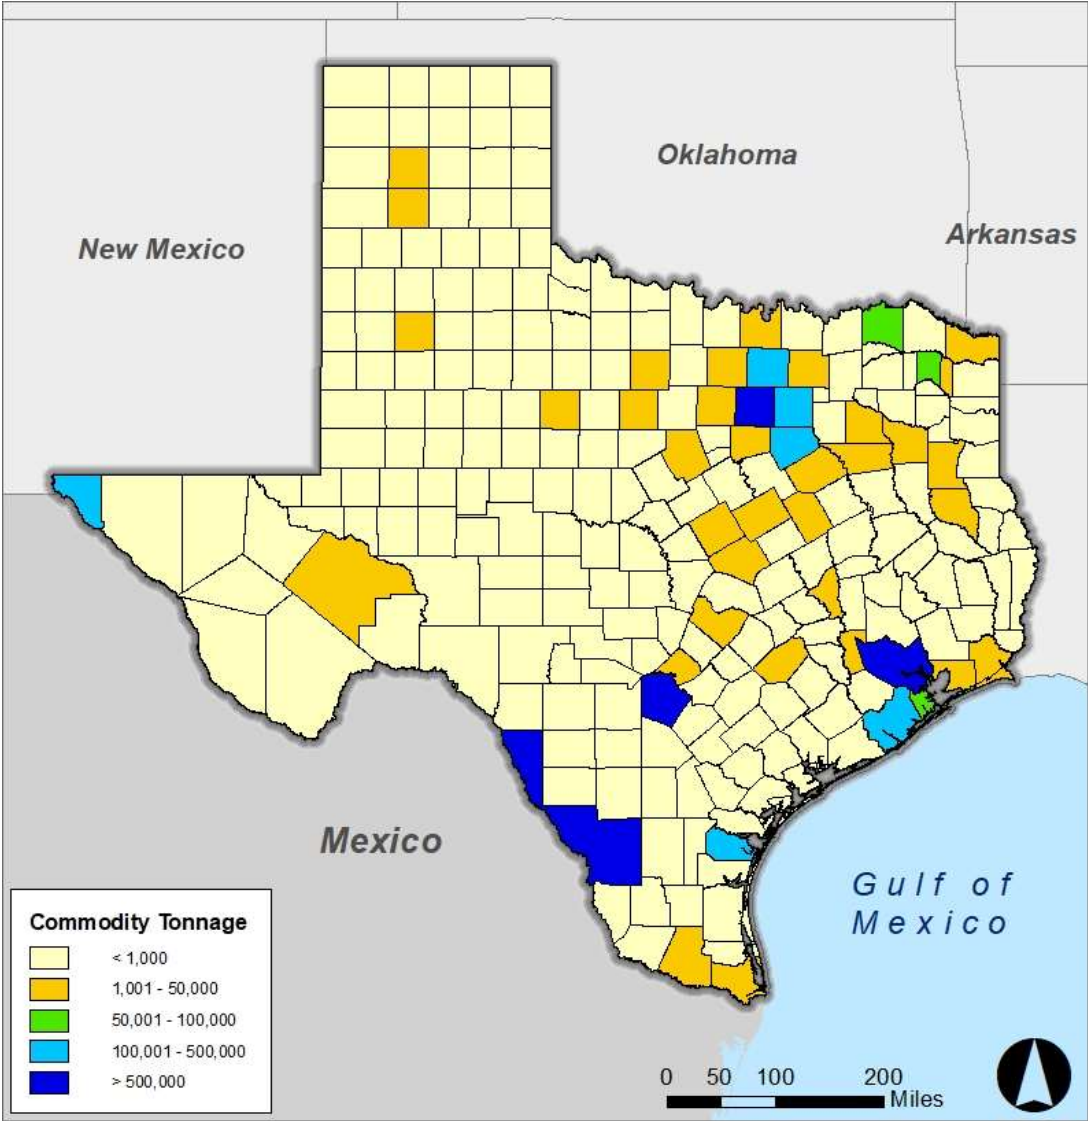 Oklahoma
Arkansas
New Mexico
Mexico
Gulf of
Mexico
Commodity Tonnage
< 1,000
1,001 - 50,000
50,001 - 100,000
100,001 - 500,000
> 500,000
0 50 100 200
Miles